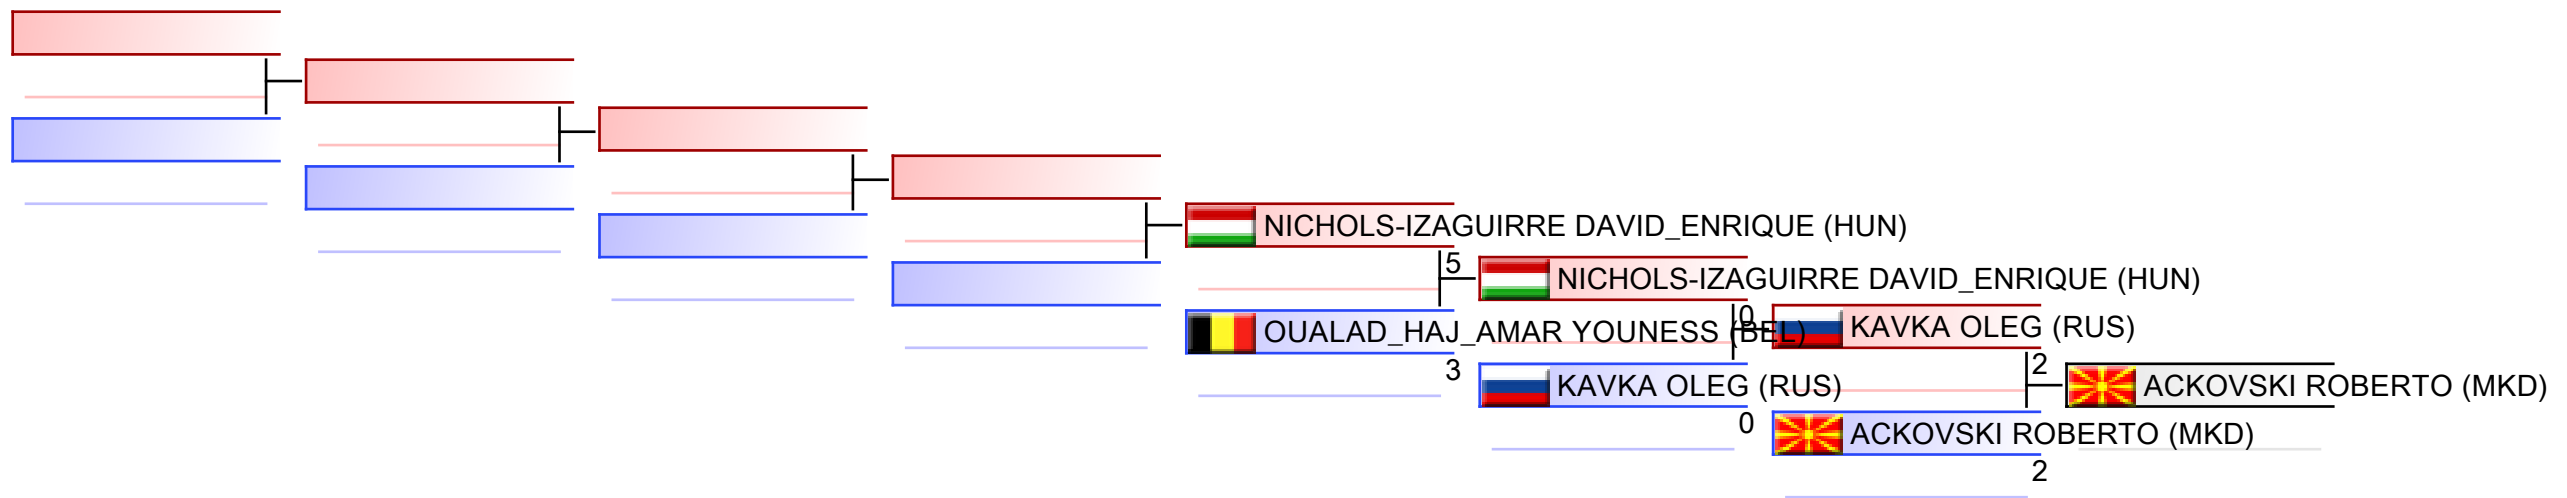 NICHOLS-IZAGUIRRE DAVID_ENRIQUE (HUN)
5
OUALAD_HAJ_AMAR YOUNESS (BEL)
3
NICHOLS-IZAGUIRRE DAVID_ENRIQUE (HUN)
0
KAVKA OLEG (RUS)
0
KAVKA OLEG (RUS)
2
ACKOVSKI ROBERTO (MKD)
2
ACKOVSKI ROBERTO (MKD)